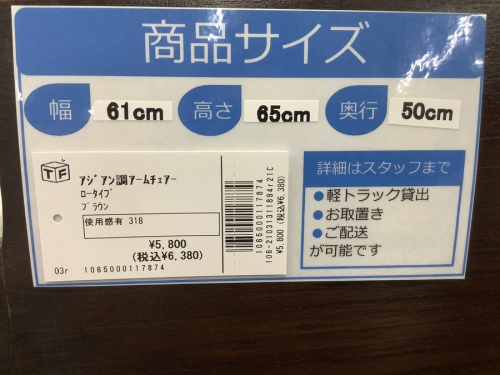 商品サイズ
幅 61cm 高さ 65cm 奥行 50cm
TF
アジアン調アームチェアー
ロータイプ
ブラウン
使用感有 318
¥5,800
(税込¥6,380)
03r 1065000117874
1065000117874
106-21031311894r21C
¥5,800 (税込¥6,380)
詳細はスタッフまで
●軽トラック貸出
●お取置き
●ご配送
が可能です